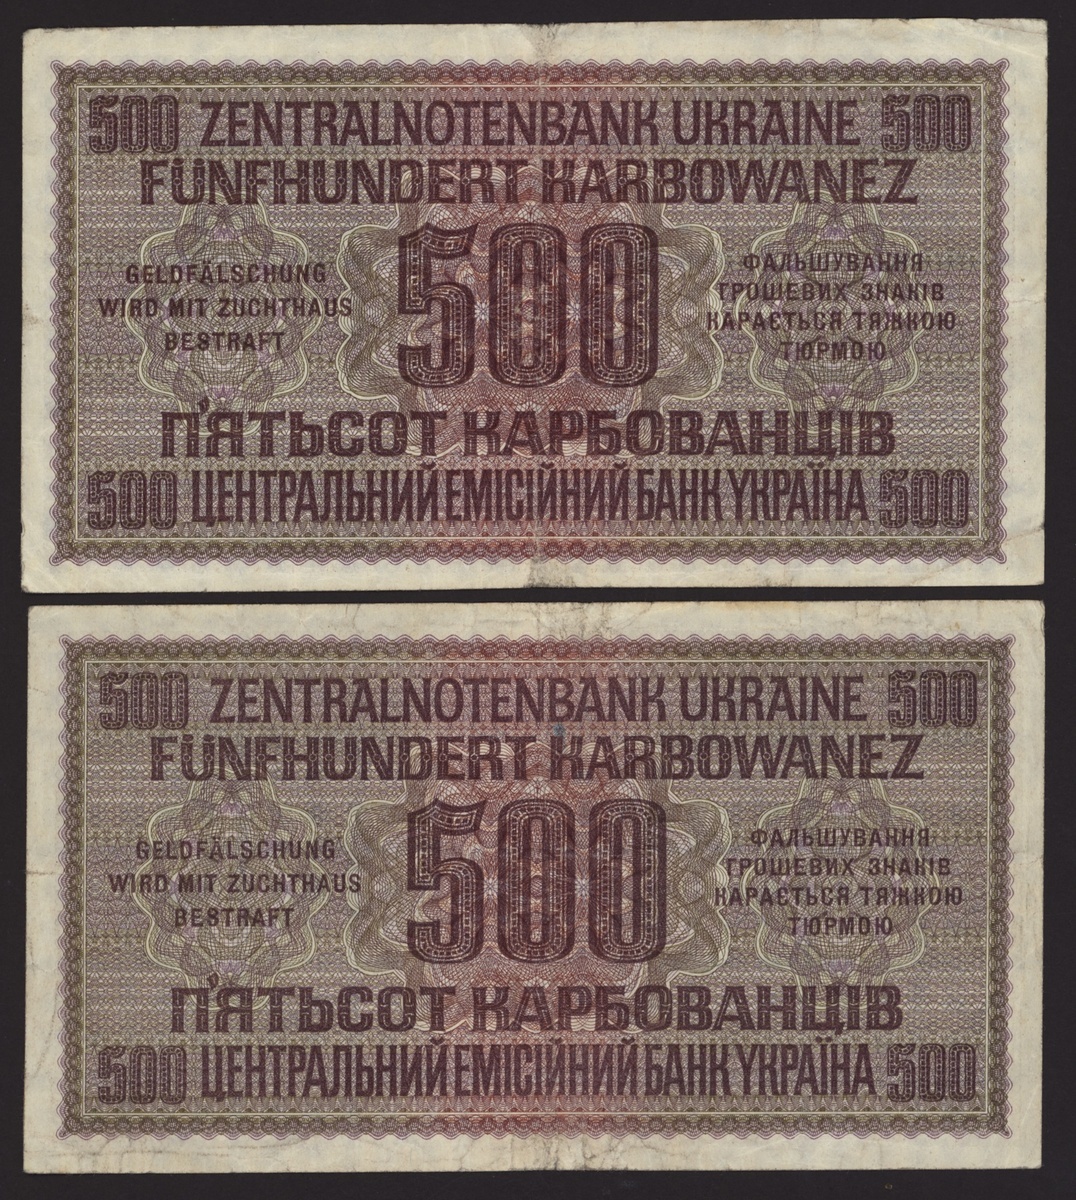 500 ZENTRALNOTENBANK UKRAINE 500
FÜNFHUNDERT KARBOWANEZ
500
GELDFÄLSCHUNG
WIRD MIT ZUCHTHAUS
BESTRAFT
ФАЛЬШУВАННЯ
ГРОШЕВИХ ЗНАКІВ
КАРАЄТЬСЯ ТЯЖКОЮ
ТЮРМОЮ
П'ЯТЬСОТ КАРБОВАНЦІВ
500 ЦЕНТРАЛЬНИЙ ЕМІСІЙНИЙ БАНК УКРАЇНА 500
500 ZENTRALNOTENBANK UKRAINE 500
FÜNFHUNDERT KARBOWANEZ
500
GELDFÄLSCHUNG
WIRD MIT ZUCHTHAUS
BESTRAFT
ФАЛЬШУВАННЯ
ГРОШЕВИХ ЗНАКІВ
КАРАЄТЬСЯ ТЯЖКОЮ
ТЮРМОЮ
П'ЯТЬСОТ КАРБОВАНЦІВ
500 ЦЕНТРАЛЬНИЙ ЕМІСІЙНИЙ БАНК УКРАЇНА 500